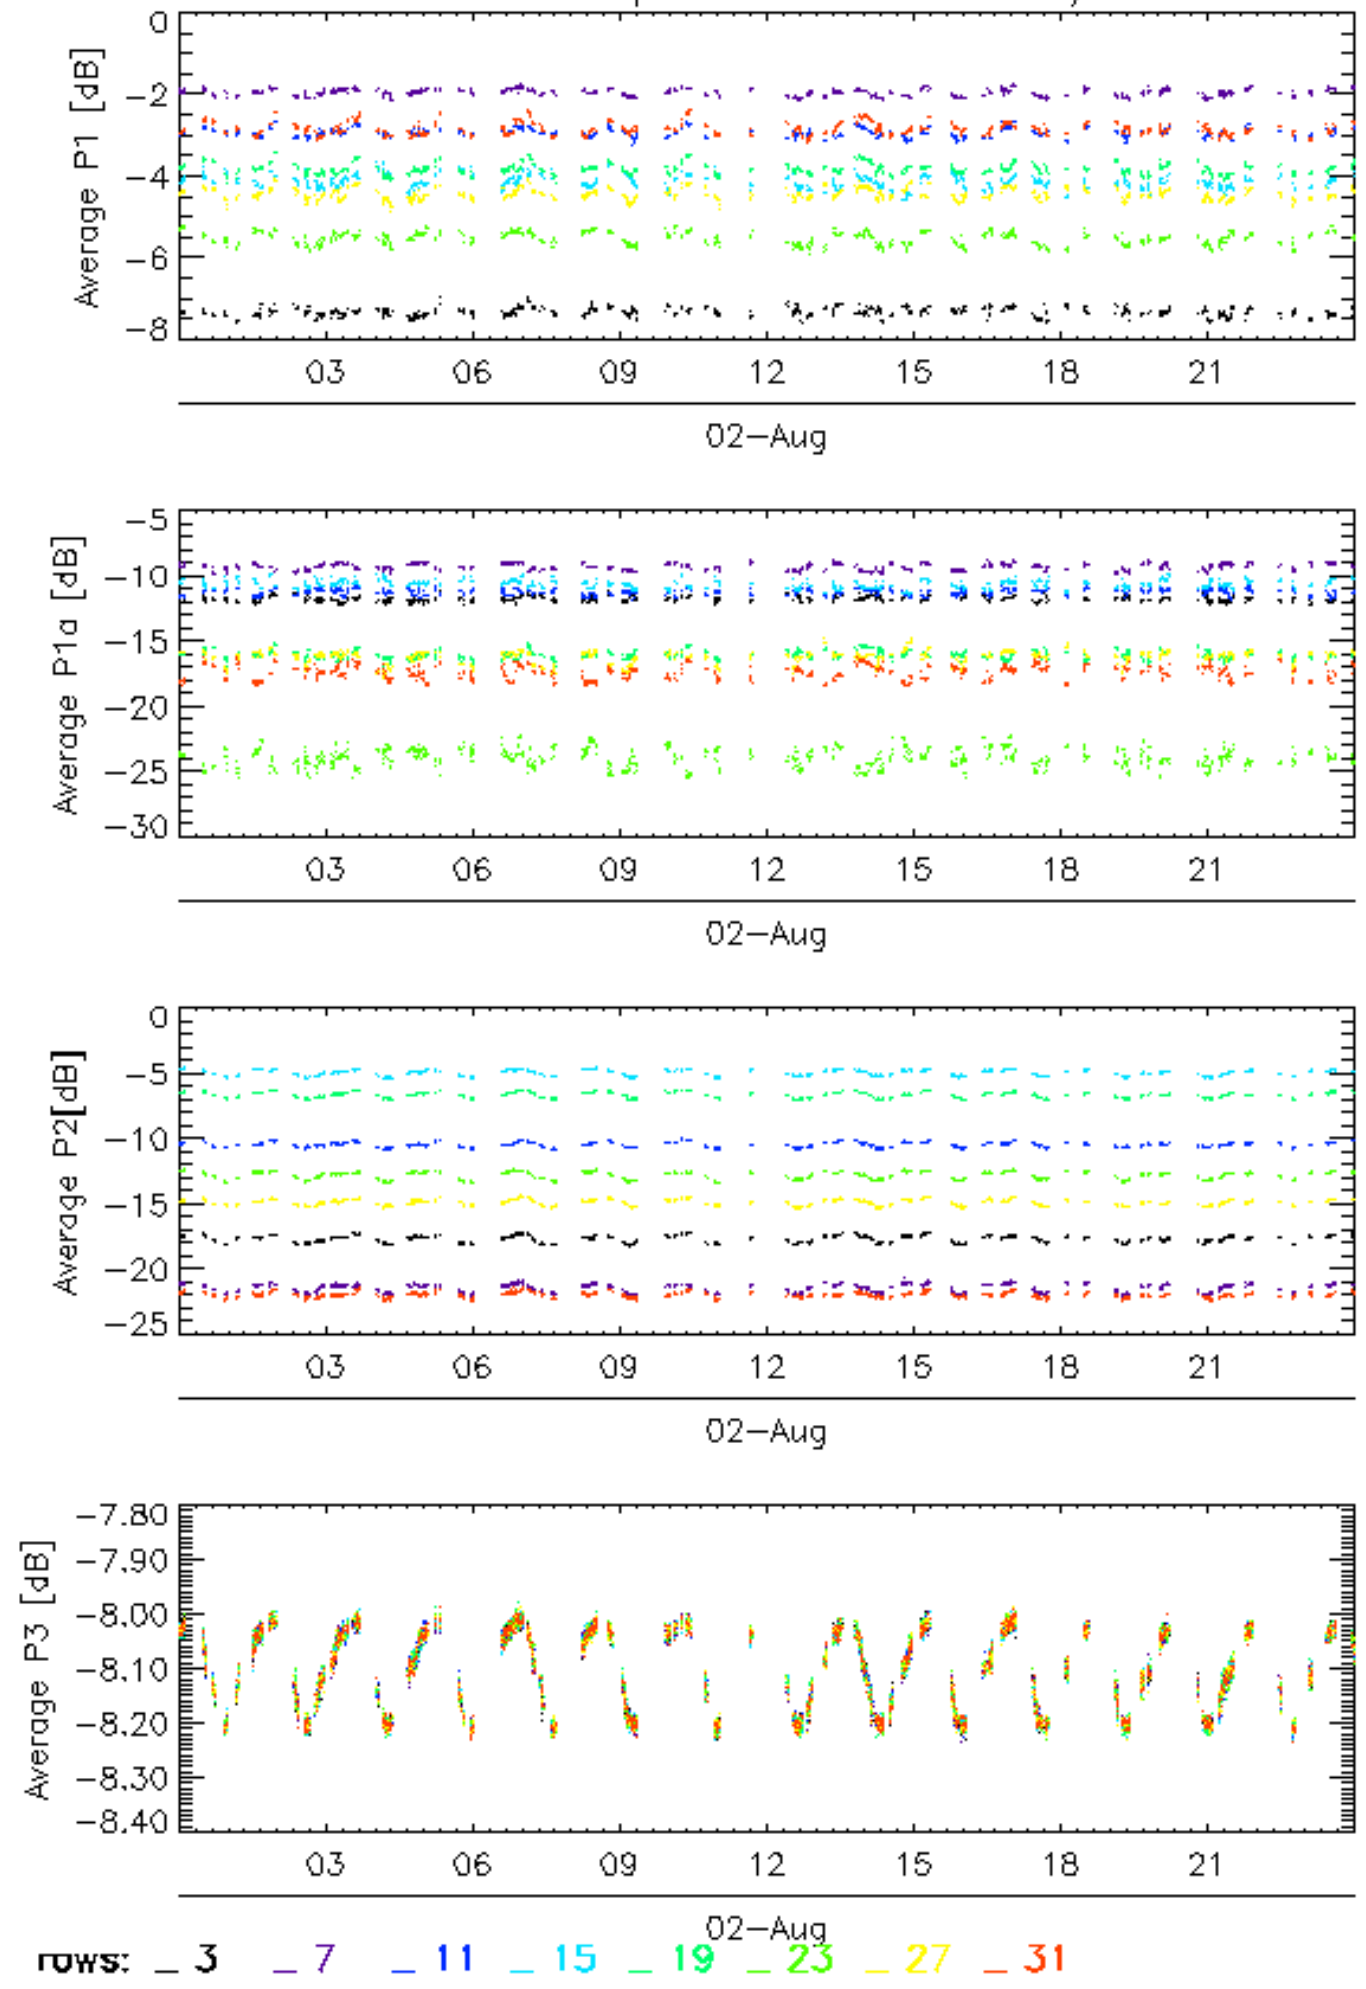 0
-2
-4
-6
-8
Average P1 [dB]
03 06 09 12 15 18 21
02-Aug
-5
-10
-15
-20
-25
-30
Average P1a [dB]
03 06 09 12 15 18 21
02-Aug
0
-5
-10
-15
-20
-25
Average P2[dB]
03 06 09 12 15 18 21
02-Aug
-7.80
-7.90
-8.00
-8.10
-8.20
-8.30
-8.40
Average P3 [dB]
03 06 09 12 15 18 21
02-Aug
rows: _ 3 _ 7 _ 11 _ 15 _ 19 _ 23 _ 27 _ 31